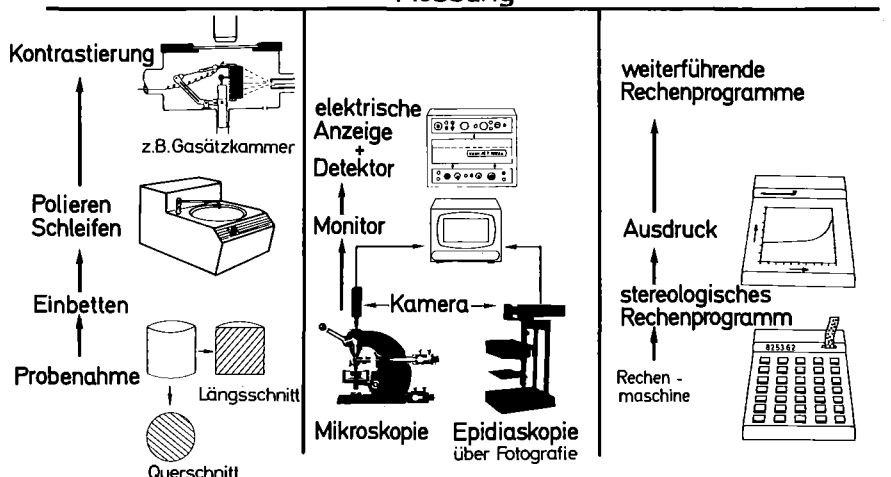 Kontrastierung
z.B. Gasätzkammer
Polieren
Schleifen
Einbetten
Probenahme
Längsschnitt
Querschnitt
elektrische
Anzeige
+
Detektor
Monitor
Kamera
Mikroskopie
Epidiaskopie
über Fotografie
weiterführende
Rechenprogramme
Ausdruck
stereologisches
Rechenprogramm
825362
Rechen -
maschine